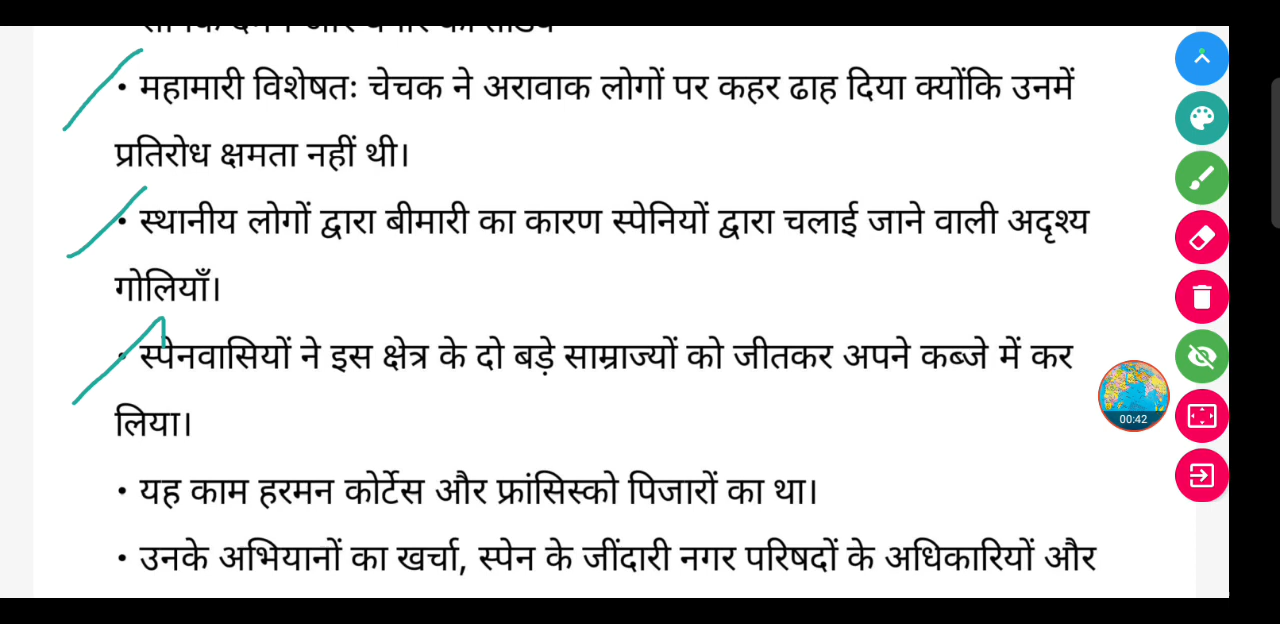 • महामारी विशेषतः चेचक ने अरावाक लोगों पर कहर ढाह दिया क्योंकि उनमें
प्रतिरोध क्षमता नहीं थी।
• स्थानीय लोगों द्वारा बीमारी का कारण स्पेनियों द्वारा चलाई जाने वाली अदृश्य
गोलियाँ।
• स्पेनवासियों ने इस क्षेत्र के दो बड़े साम्राज्यों को जीतकर अपने कब्जे में कर
लिया।
• यह काम हरमन कोर्टेस और फ्रांसिस्को पिजारों का था।
• उनके अभियानों का खर्चा, स्पेन के जींदारी नगर परिषदों के अधिकारियों और
00:42